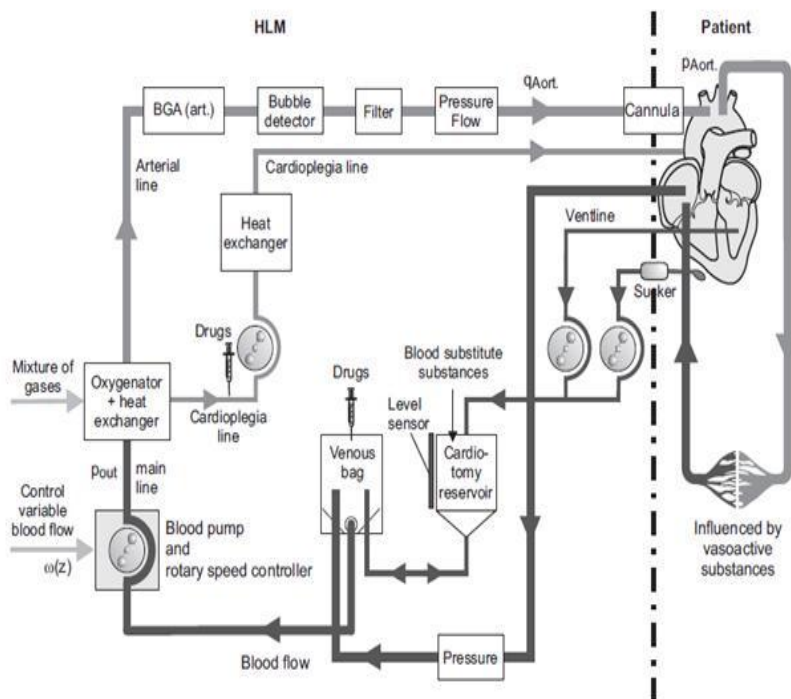 HLM
Patient
qAort.
pAort.
BGA (art.)
Bubble
detector
Filter
Pressure
Flow
Cannula
Arterial
line
Cardioplegia line
Heat
exchanger
Ventline
Sucker
Drugs
Mixture of
gases
Oxygenator
+ heat
exchanger
Cardioplegia
line
Drugs
Blood substitute
substances
Level
sensor
Venous
bag
Cardio-
tomy
reservoir
pout
main
line
Control
variable
blood flow
ω(z)
Blood pump
and
rotary speed controller
Influenced by
vasoactive
substances
Blood flow
Pressure